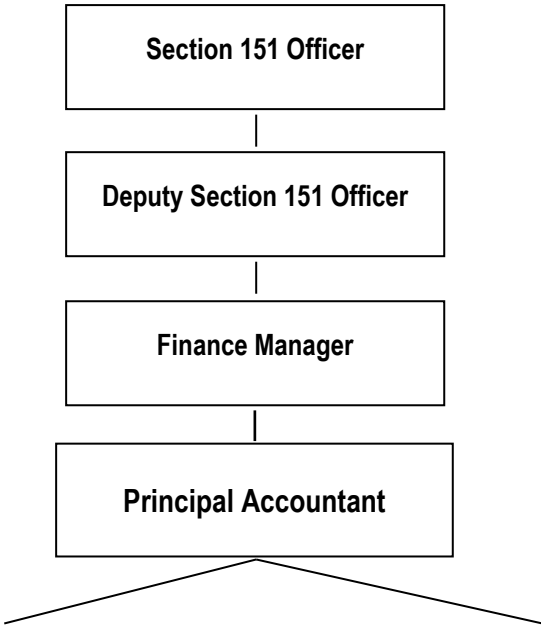 Section 151 Officer
Deputy Section 151 Officer
Finance Manager
Principal Accountant